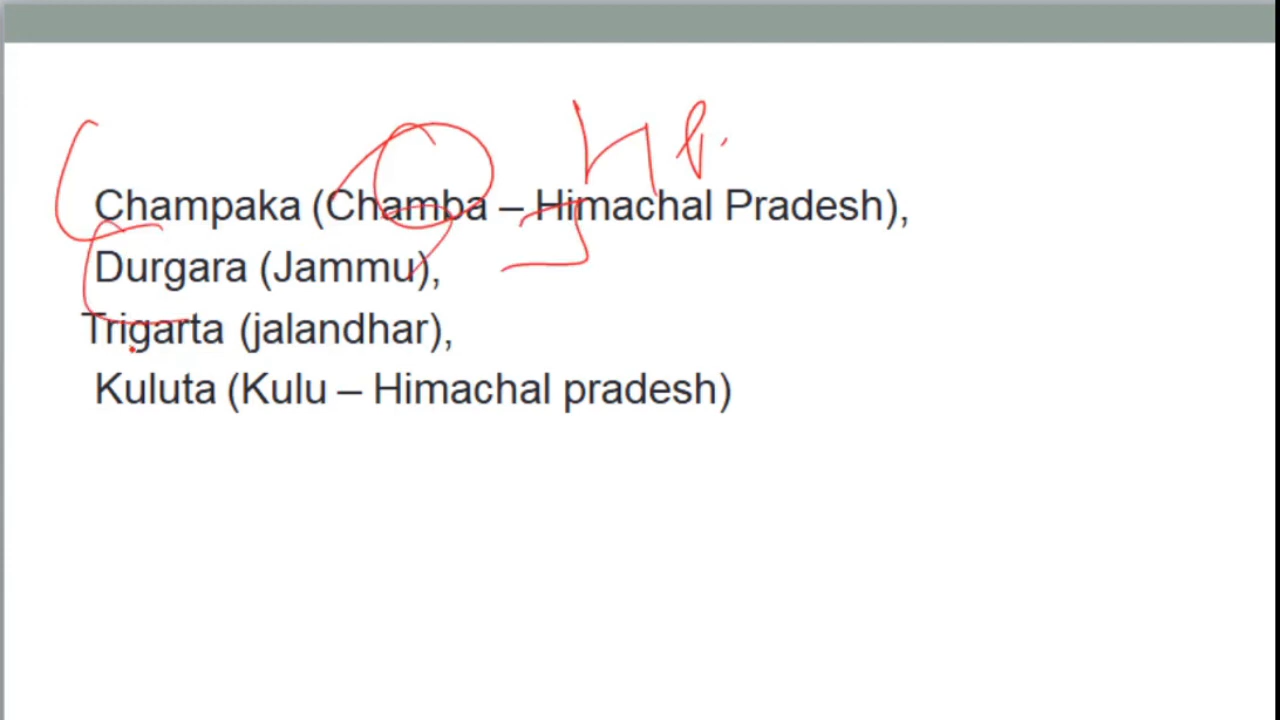 H P.
Champaka (Chamba – Himachal Pradesh),
J
Durgara (Jammu),
Trigarta (jalandhar),
Kuluta (Kulu – Himachal pradesh)